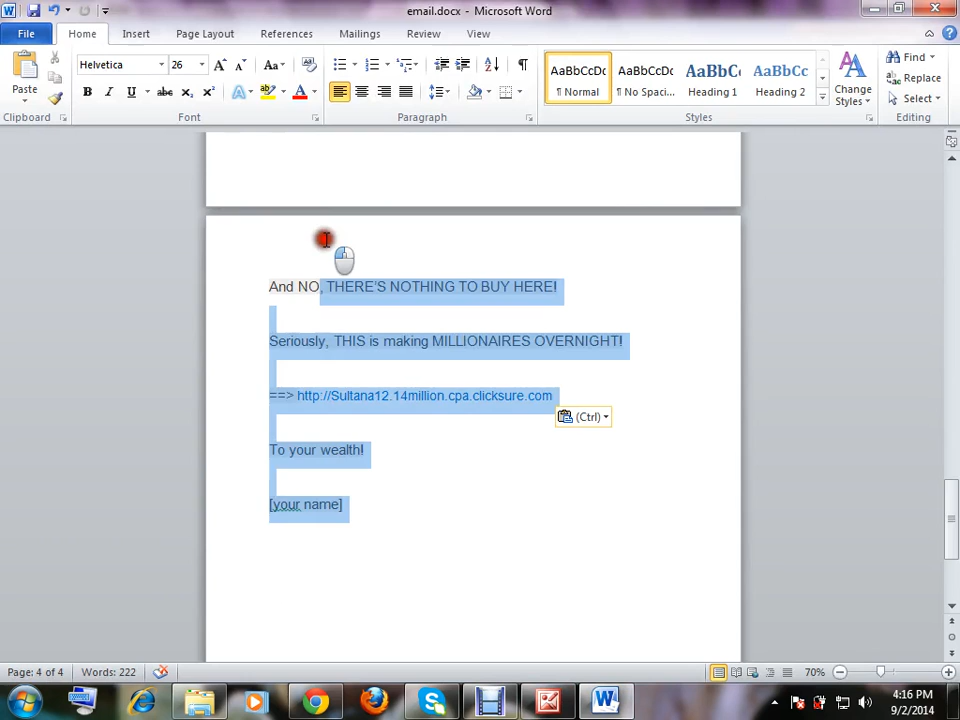 email.docx - Microsoft Word
File Home Insert Page Layout References Mailings Review View
Helvetica 26
Paste
B I U abc X₂ X²
AaBbCcDc AaBbCcDc AaBbC‹ AaBbCc
¶ Normal ¶ No Spaci... Heading 1 Heading 2
Change Styles
Find
Replace
Select
Clipboard Font Paragraph Styles Editing
And NO, THERE'S NOTHING TO BUY HERE!
Seriously, THIS is making MILLIONAIRES OVERNIGHT!
==> http://Sultana12.14million.cpa.clicksure.com
(Ctrl)
To your wealth!
[your name]
Page: 4 of 4 Words: 222 70%
4:16 PM
9/2/2014